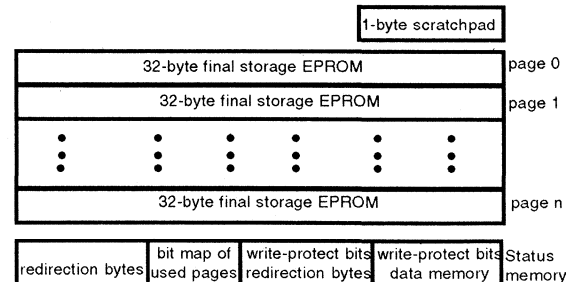 1-byte scratchpad
32-byte final storage EPROM page 0
32-byte final storage EPROM page 1
32-byte final storage EPROM page n
redirection bytes bit map of used pages write-protect bits redirection bytes write-protect bits data memory Status memory